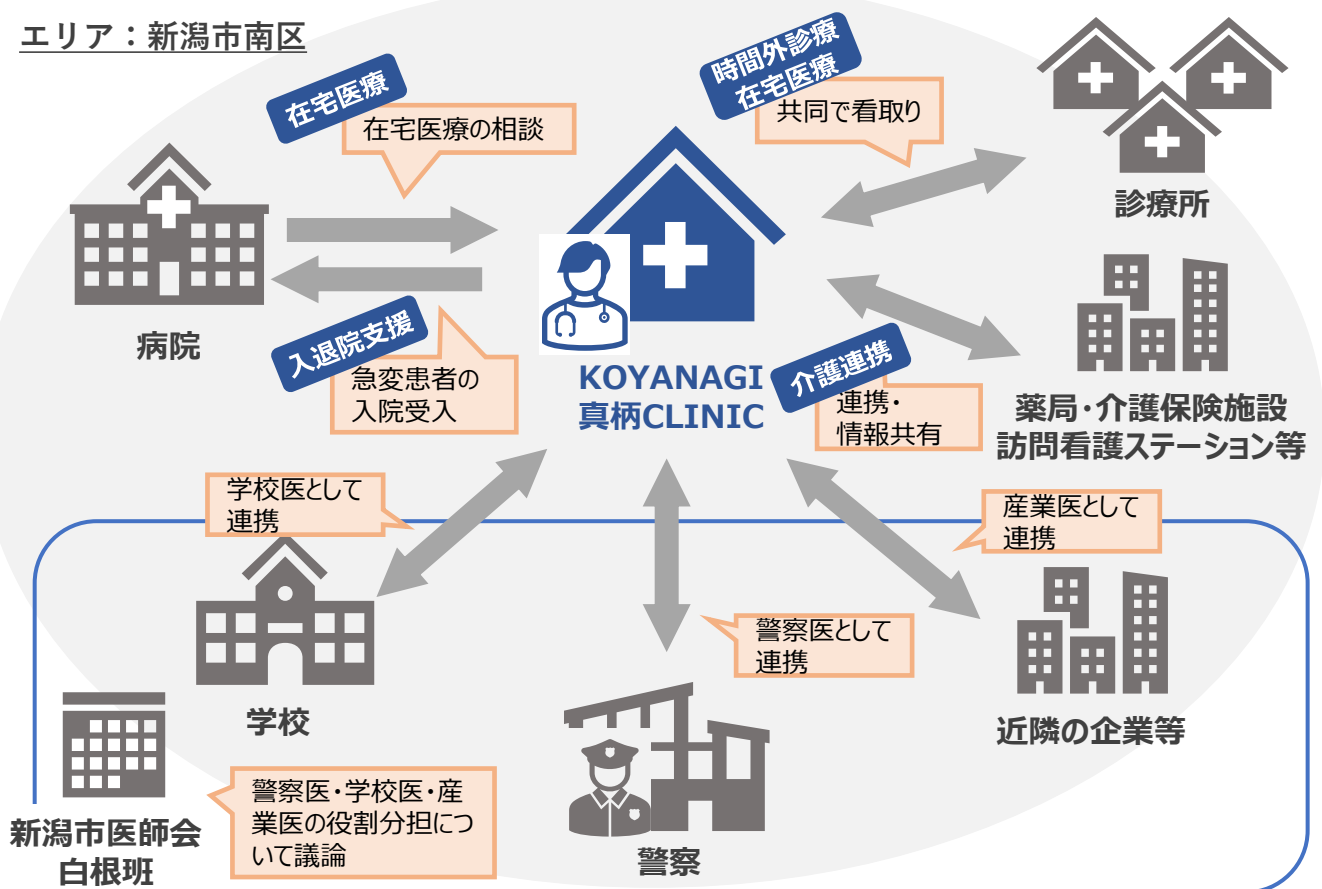 エリア：新潟市南区
在宅医療
在宅医療の相談
時間外診療
在宅医療
共同で看取り
診療所
病院
入退院支援
急変患者の
入院受入
KOYANAGI
真柄CLINIC
介護連携
連携・
情報共有
薬局・介護保険施設
訪問看護ステーション等
学校医として
連携
産業医として
連携
警察医として
連携
学校
近隣の企業等
新潟市医師会
白根班
警察医・学校医・産
業医の役割分担につ
いて議論
警察